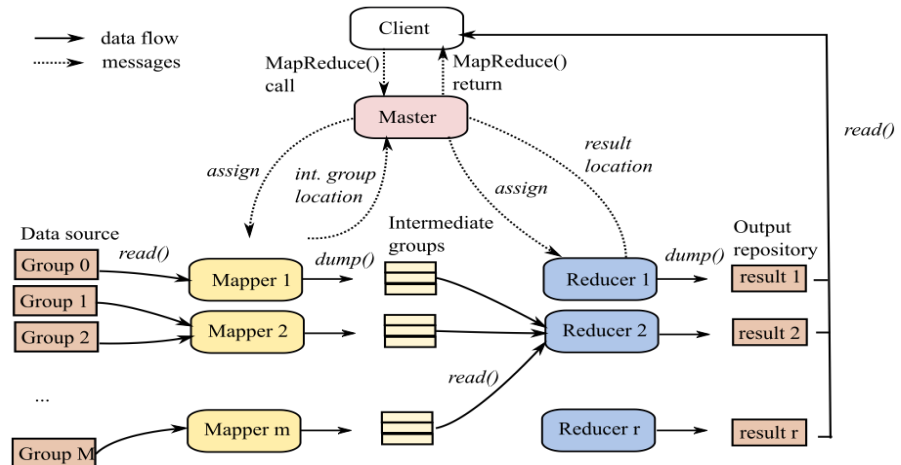 data flow
messages
Client
MapReduce()
call
MapReduce()
return
Master
read()
assign
int. group
location
assign
result
location
Data source
Intermediate
groups
Output
repository
Group 0
read()
Mapper 1
dump()
Reducer 1
dump()
result 1
Group 1
Group 2
Mapper 2
Reducer 2
result 2
read()
...
Group M
Mapper m
Reducer r
result r